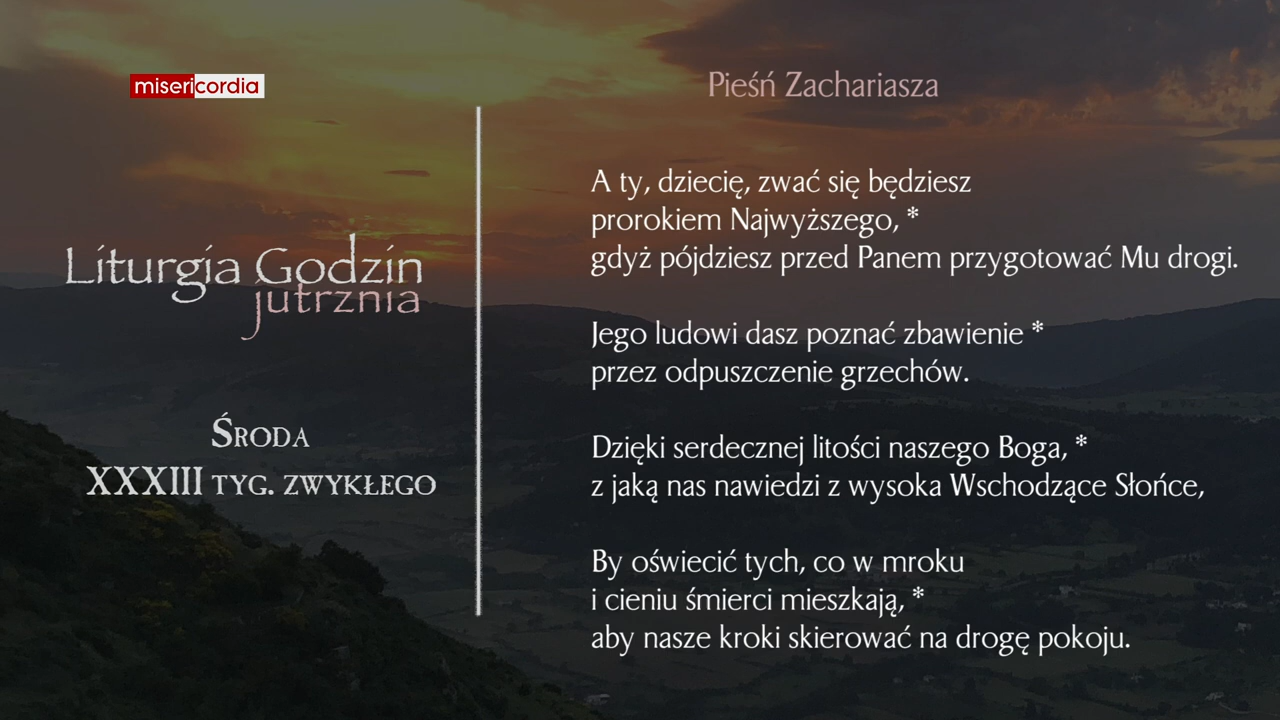 misericordia
Liturgia Godzin
jutrznia
Środa
XXXIII tyg. zwykłego
Pieśń Zachariasza
A ty, dziecię, zwać się będziesz
prorokiem Najwyższego, *
gdyż pójdziesz przed Panem przygotować Mu drogi.
Jego ludowi dasz poznać zbawienie *
przez odpuszczenie grzechów.
Dzięki serdecznej litości naszego Boga, *
z jaką nas nawiedzi z wysoka Wschodzące Słońce,
By oświecić tych, co w mroku
i cieniu śmierci mieszkają, *
aby nasze kroki skierować na drogę pokoju.